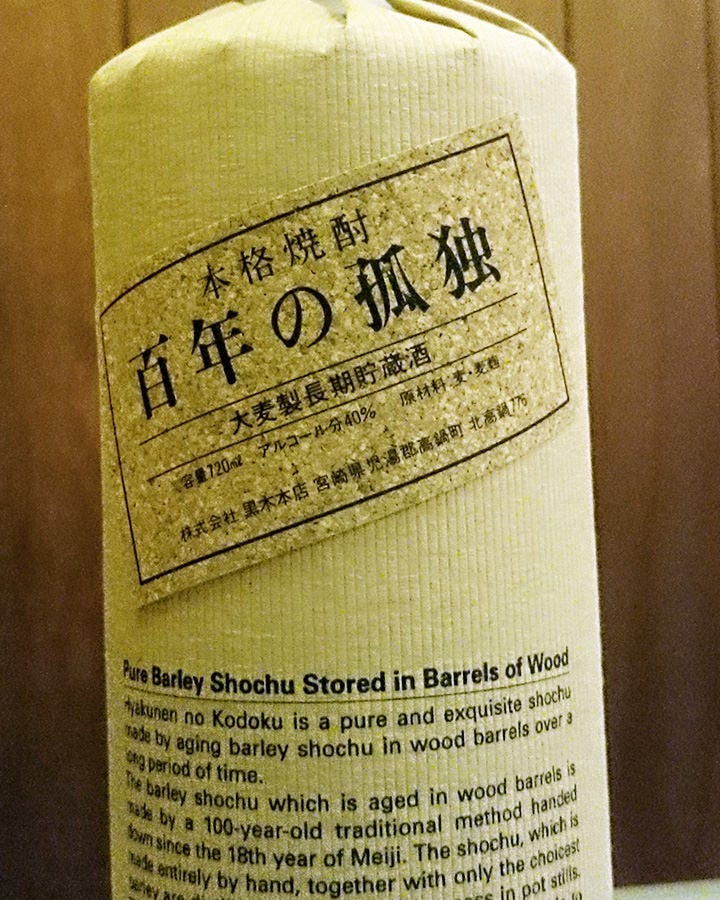 本格焼酎
百年の孤独
大麦製長期貯蔵酒
容量720㎖ アルコール分40% 原材料 麦・麦麹
株式会社 黒木本店 宮崎県児湯郡高鍋町 北高鍋776
Pure Barley Shochu Stored in Barrels of Wood
Hyakunen no Kodoku is a pure and exquisite shochu
made by aging barley shochu in wood barrels over a
long period of time.
The barley shochu which is aged in wood barrels is
made by a 100-year-old traditional method handed
down since the 18th year of Meiji. The shochu, which is
made entirely by hand, together with only the choicest
barley are in pot stills.